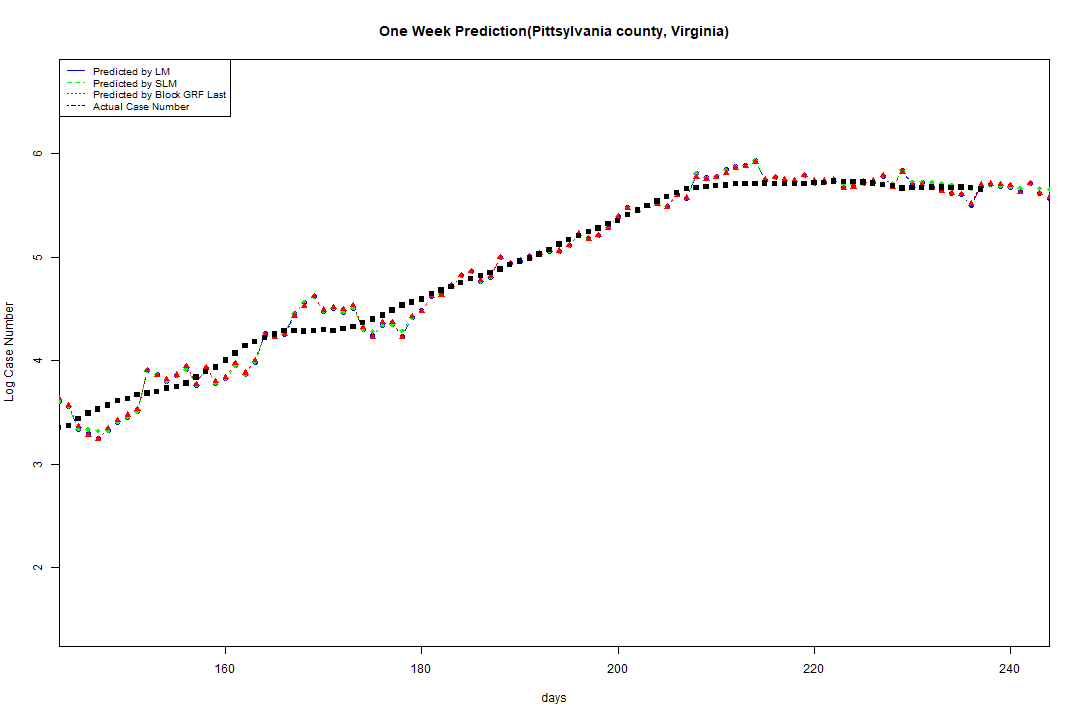 One Week Prediction(Pittsylvania county, Virginia)
Predicted by LM
Predicted by SLM
Predicted by Block GRF Last
Actual Case Number
6
5
4
3
2
Log Case Number
160 180 200 220 240
days